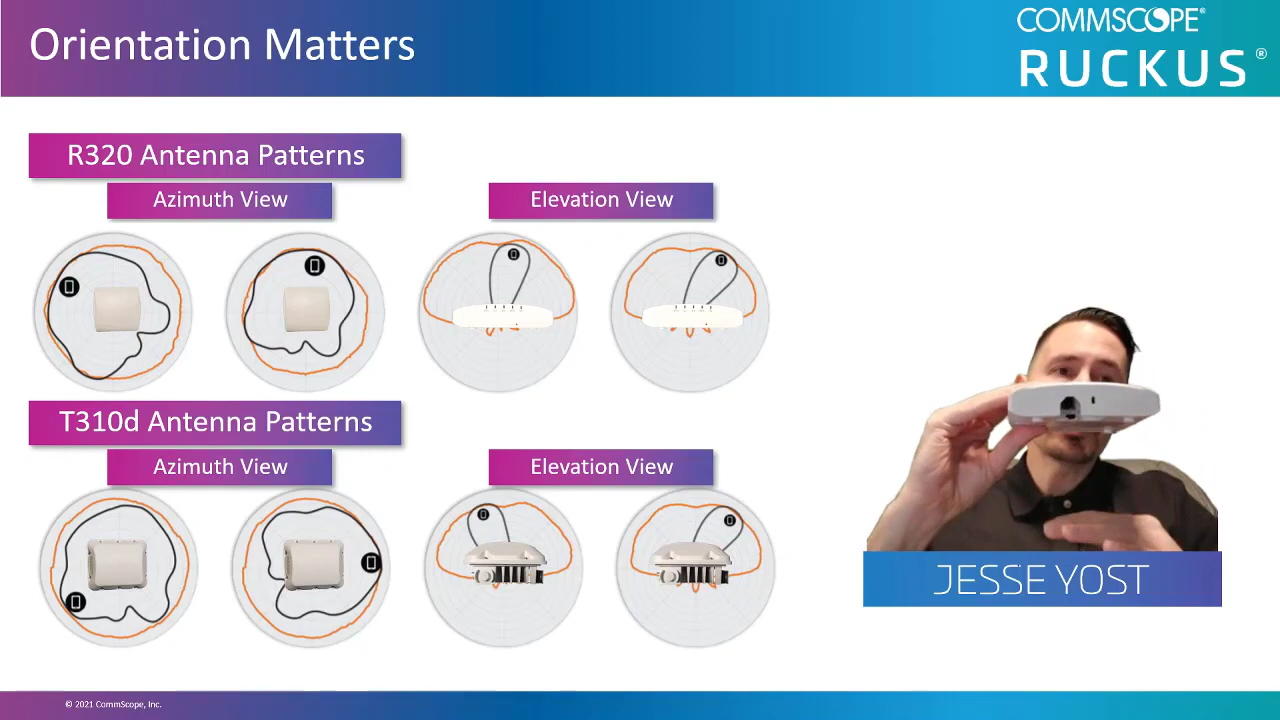 Orientation Matters
COMMSCOPE®
RUCKUS®
R320 Antenna Patterns
Azimuth View
Elevation View
T310d Antenna Patterns
Azimuth View
Elevation View
JESSE YOST
© 2021 CommScope, Inc.